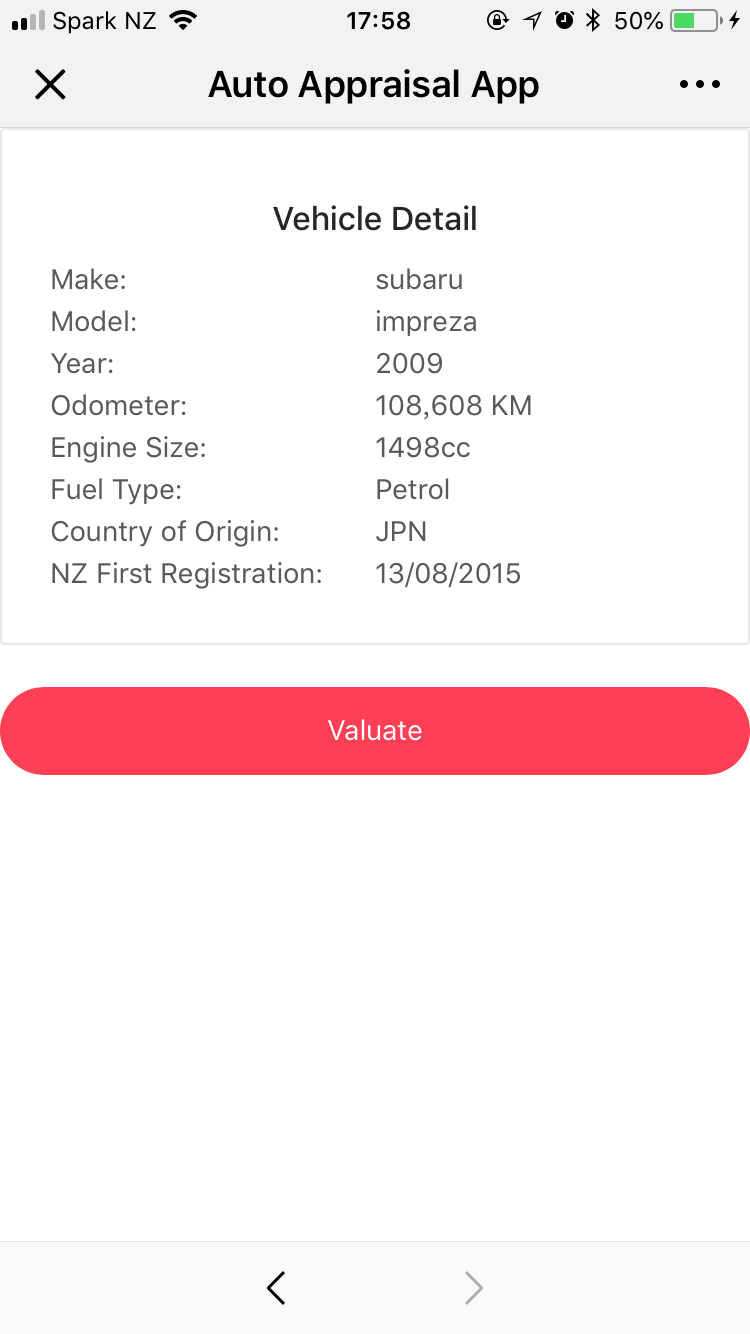 Spark NZ 17:58 50%
Auto Appraisal App
Vehicle Detail
Make: subaru
Model: impreza
Year: 2009
Odometer: 108,608 KM
Engine Size: 1498cc
Fuel Type: Petrol
Country of Origin: JPN
NZ First Registration: 13/08/2015
Valuate